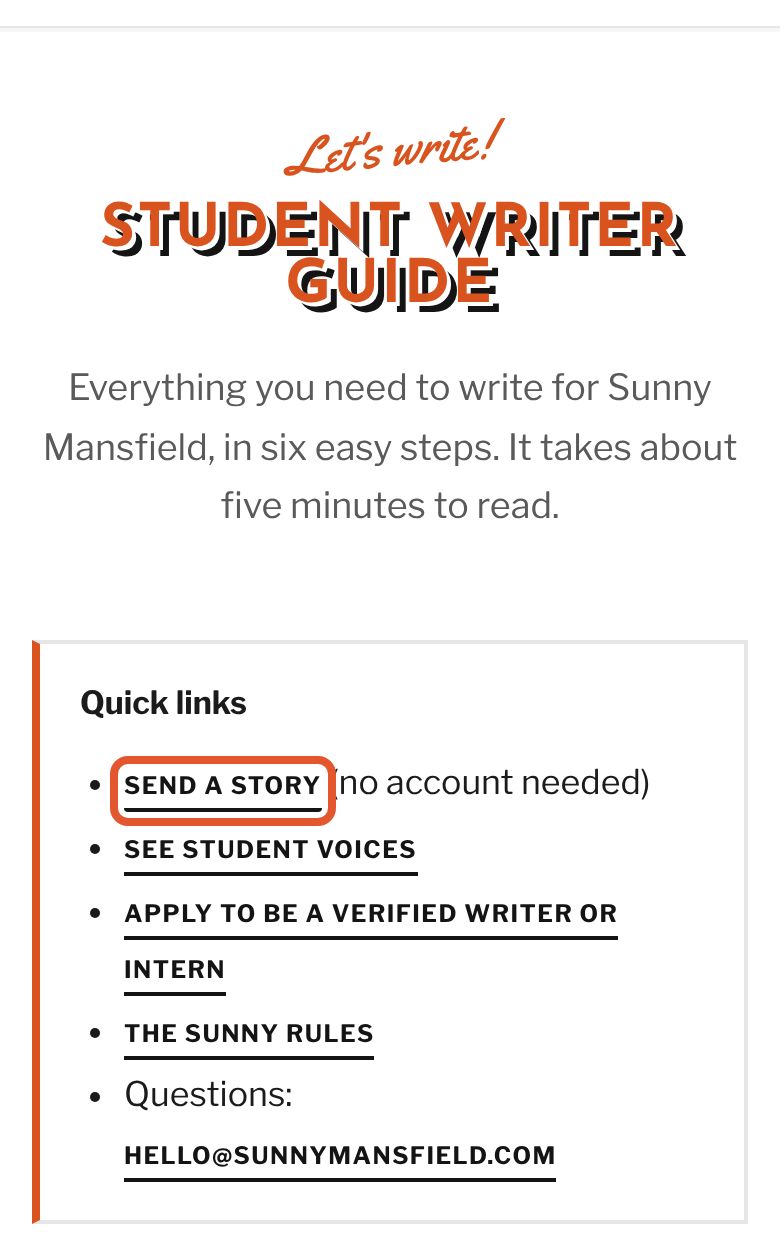 Let's write!
STUDENT WRITER
GUIDE
Everything you need to write for Sunny
Mansfield, in six easy steps. It takes about
five minutes to read.
Quick links
• SEND A STORY (no account needed)
• SEE STUDENT VOICES
• APPLY TO BE A VERIFIED WRITER OR
INTERN
• THE SUNNY RULES
• Questions:
HELLO@SUNNYMANSFIELD.COM